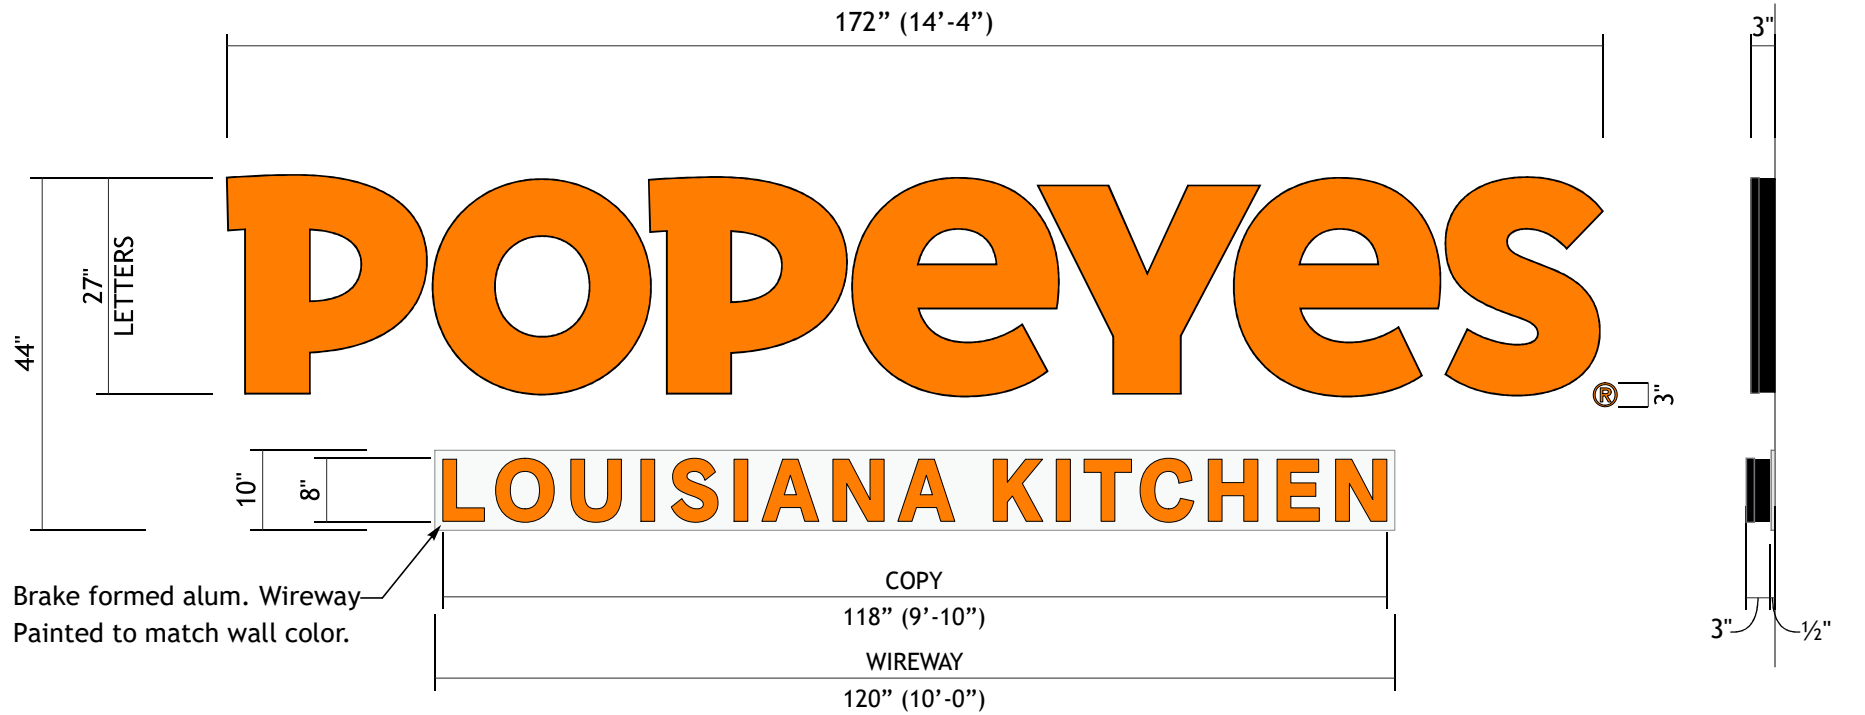 172” (14’-4”)
3"
POPEYES
®
3"
27"
LETTERS
44"
10"
8"
LOUISIANA KITCHEN
COPY
118” (9’-10”)
WIREWAY
120” (10’-0”)
Brake formed alum. Wireway
Painted to match wall color.
3"
½"